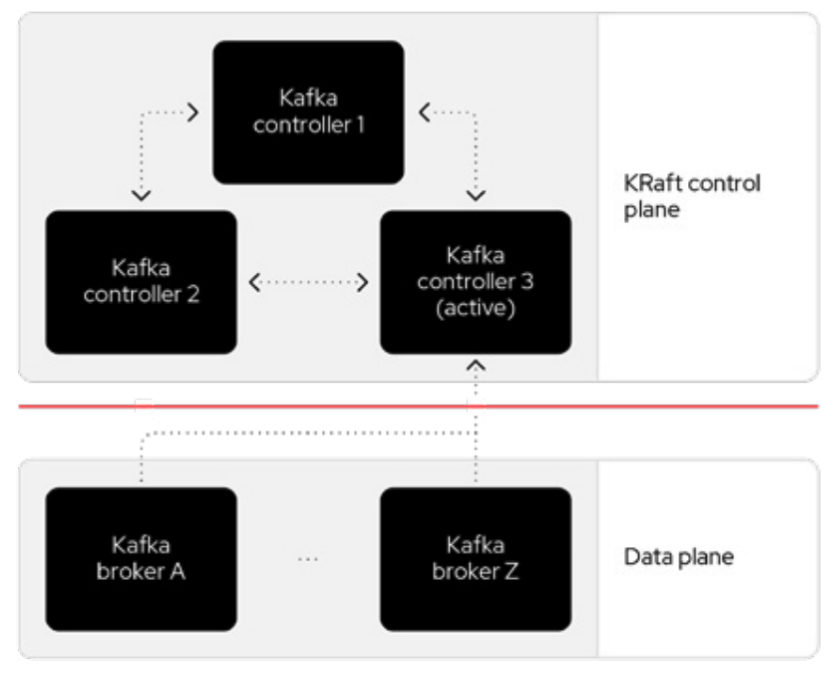 Kafka
controller 1
Kafka
controller 2
Kafka
controller 3
(active)
KRaft control
plane
Kafka
broker A
...
Kafka
broker Z
Data plane